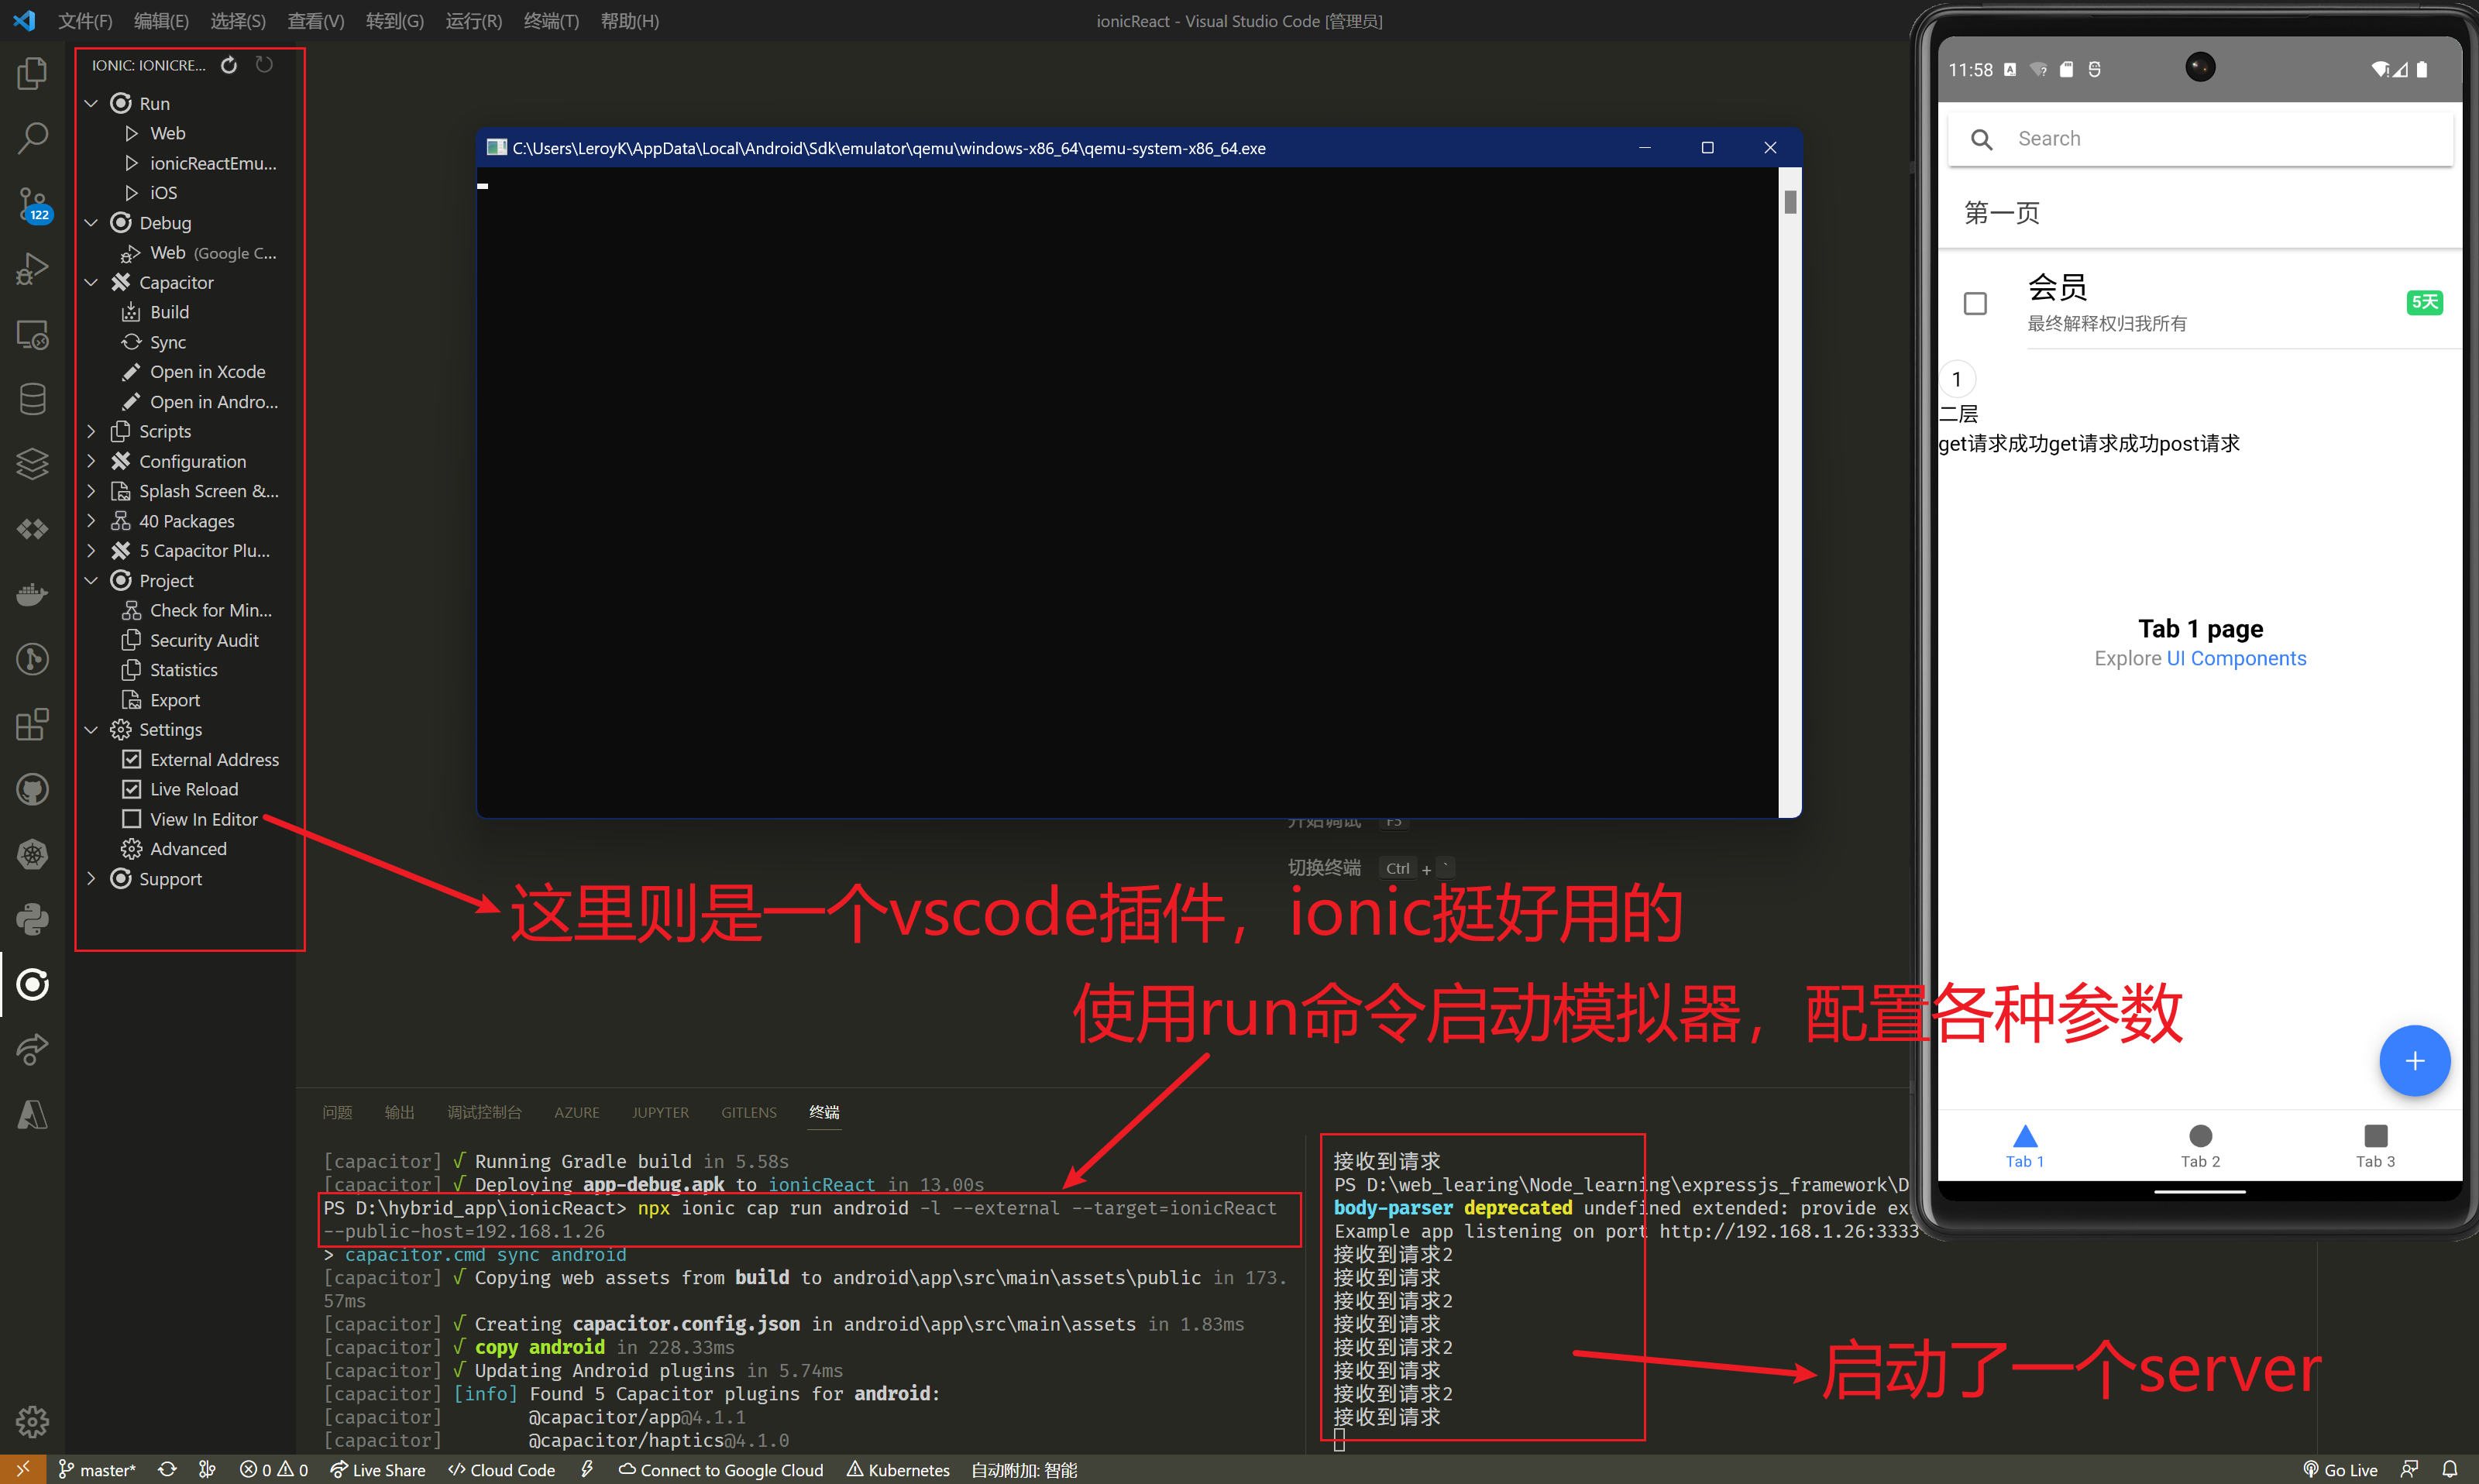 文件(F) 编辑(E) 选择(S) 查看(V) 转到(G) 运行(R) 终端(T) 帮助(H)
ionicReact - Visual Studio Code [管理员]
IONIC: IONICRE...
Run
Web
ionicReactEmu...
iOS
Debug
Web (Google C...
Capacitor
Build
Sync
Open in Xcode
Open in Andro...
Scripts
Configuration
Splash Screen &...
40 Packages
5 Capacitor Plu...
Project
Check for Min...
Security Audit
Statistics
Export
Settings
External Address
Live Reload
View In Editor
Advanced
Support
122
C:\Users\LeroyK\AppData\Local\Android\Sdk\emulator\qemu\windows-x86_64\qemu-system-x86_64.exe
开始调试 F5
切换终端 Ctrl + `
这里则是一个vscode插件，ionic挺好用的
使用run命令启动模拟器，配置各种参数
11:58
Search
第一页
会员
最终解释权归我所有
5天
1
二层
get请求成功get请求成功post请求
Tab 1 page
Explore UI Components
Tab 1
Tab 2
Tab 3
问题 输出 调试控制台 AZURE JUPYTER GITLENS 终端
[capacitor] √ Running Gradle build in 5.58s
[capacitor] √ Deploying app-debug.apk to ionicReact in 13.00s
PS D:\hybrid_app\ionicReact> npx ionic cap run android -l --external --target=ionicReact
--public-host=192.168.1.26
> capacitor.cmd sync android
[capacitor] √ Copying web assets from build to android\app\src\main\assets\public in 173.
57ms
[capacitor] √ Creating capacitor.config.json in android\app\src\main\assets in 1.83ms
[capacitor] √ copy android in 228.33ms
[capacitor] √ Updating Android plugins in 5.74ms
[capacitor] [info] Found 5 Capacitor plugins for android:
[capacitor] @capacitor/app@4.1.1
[capacitor] @capacitor/haptics@4.1.0
接收到请求
PS D:\web_learing\Node_learning\expressjs_framework\D
body-parser deprecated undefined extended: provide ex
Example app listening on port http://192.168.1.26:3333
接收到请求2
接收到请求
接收到请求2
接收到请求
接收到请求2
接收到请求
接收到请求2
接收到请求
启动了一个server
master* 0 0 Live Share Cloud Code Connect to Google Cloud Kubernetes 自动附加: 智能 Go Live